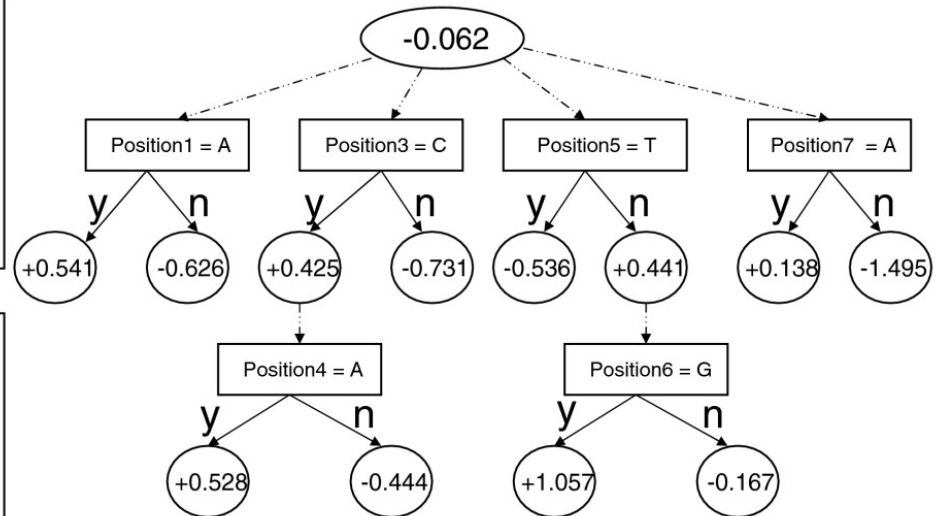 -0.062
Position1 = A
Position3 = C
Position5 = T
Position7 = A
y
n
y
n
y
n
y
n
+0.541
-0.626
+0.425
-0.731
-0.536
+0.441
+0.138
-1.495
Position4 = A
Position6 = G
y
n
y
n
+0.528
-0.444
+1.057
-0.167